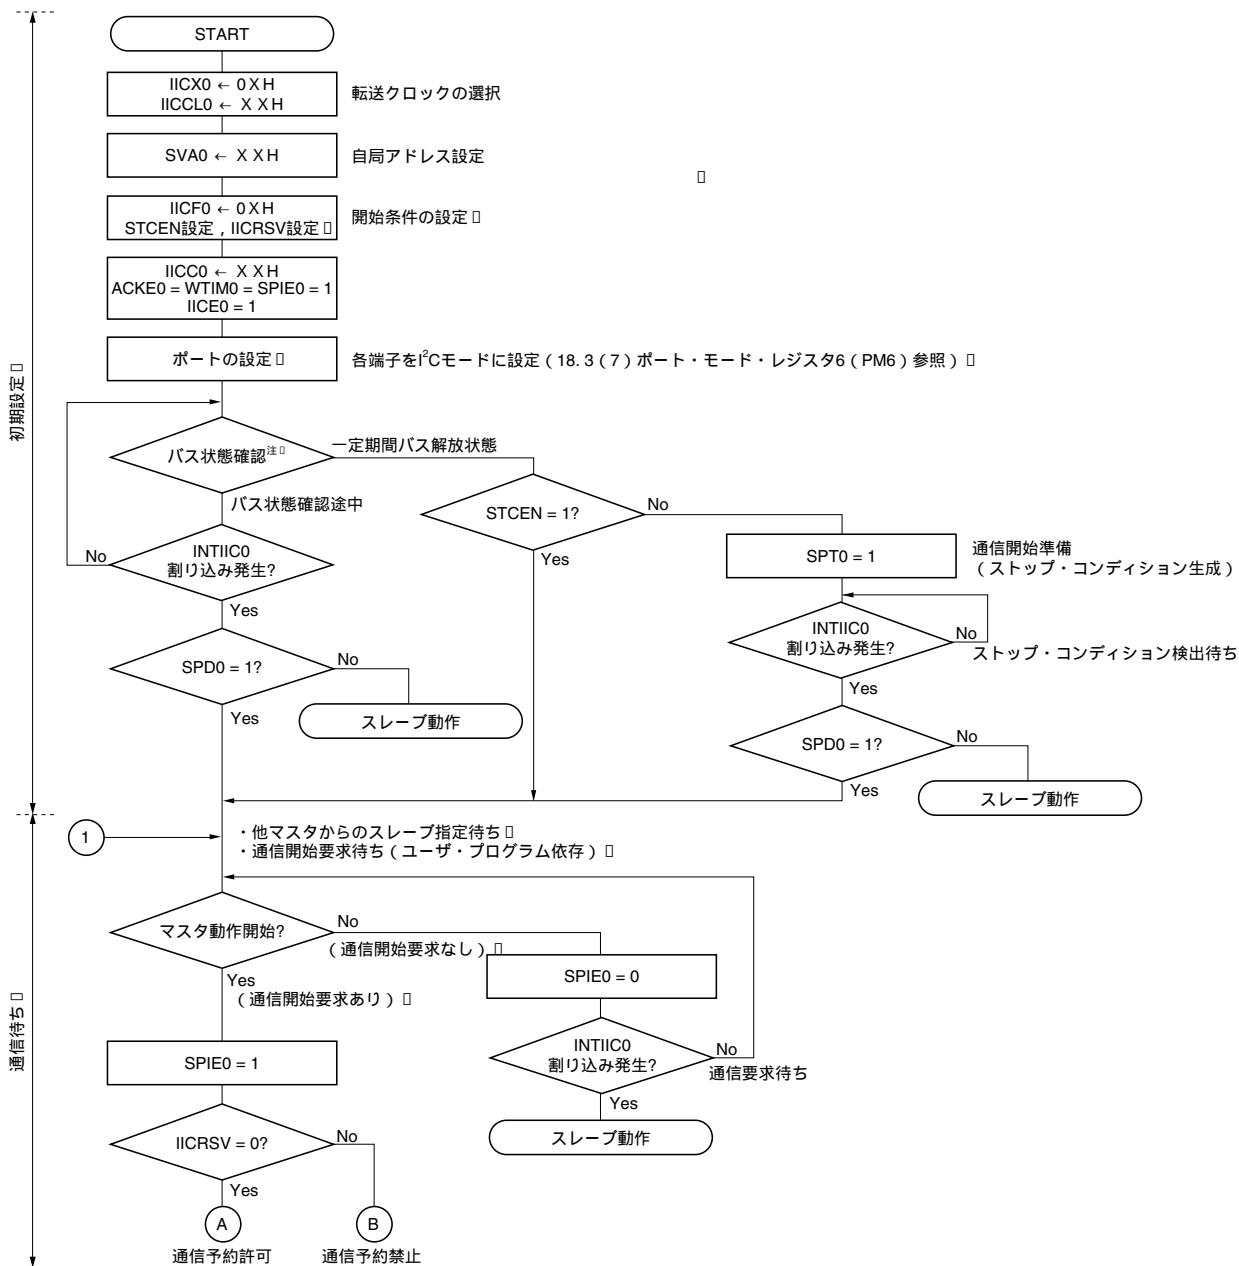 START
IICX0 ← 0XH
IICCL0 ← XXH
転送クロックの選択
SVA0 ← XXH
自局アドレス設定
IICF0 ← 0XH
STCEN設定，IICRSV設定
開始条件の設定
IICC0 ← XXH
ACKE0 = WTIM0 = SPIE0 = 1
IICE0 = 1
ポートの設定
各端子をI²Cモードに設定（18. 3（7）ポート・モード・レジスタ6（PM6）参照）
初期設定
バス状態確認注
一定期間バス解放状態
バス状態確認途中
STCEN = 1?
No
Yes
INTIIC0
割り込み発生?
No
Yes
SPT0 = 1
通信開始準備
（ストップ・コンディション生成）
INTIIC0
割り込み発生?
No
ストップ・コンディション検出待ち
Yes
SPD0 = 1?
No
Yes
スレーブ動作
SPD0 = 1?
No
Yes
スレーブ動作
1
・他マスタからのスレーブ指定待ち
・通信開始要求待ち（ユーザ・プログラム依存）
通信待ち
マスタ動作開始?
No
（通信開始要求なし）
Yes
（通信開始要求あり）
SPIE0 = 0
INTIIC0
割り込み発生?
No
通信要求待ち
Yes
スレーブ動作
SPIE0 = 1
IICRSV = 0?
No
Yes
A
B
通信予約許可
通信予約禁止